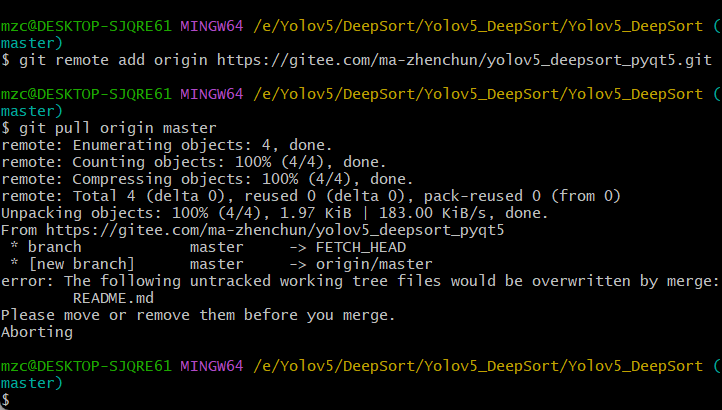 mzc@DESKTOP-SJQRE61 MINGW64 /e/Yolov5/DeepSort/Yolov5_DeepSort/Yolov5_DeepSort (
master)
$ git remote add origin https://gitee.com/ma-zhenchun/yolov5_deepsort_pyqt5.git
mzc@DESKTOP-SJQRE61 MINGW64 /e/Yolov5/DeepSort/Yolov5_DeepSort/Yolov5_DeepSort (
master)
$ git pull origin master
remote: Enumerating objects: 4, done.
remote: Counting objects: 100% (4/4), done.
remote: Compressing objects: 100% (4/4), done.
remote: Total 4 (delta 0), reused 0 (delta 0), pack-reused 0 (from 0)
Unpacking objects: 100% (4/4), 1.97 KiB | 183.00 KiB/s, done.
From https://gitee.com/ma-zhenchun/yolov5_deepsort_pyqt5
 * branch            master     -> FETCH_HEAD
 * [new branch]      master     -> origin/master
error: The following untracked working tree files would be overwritten by merge:
        README.md
Please move or remove them before you merge.
Aborting
mzc@DESKTOP-SJQRE61 MINGW64 /e/Yolov5/DeepSort/Yolov5_DeepSort/Yolov5_DeepSort (
master)
$